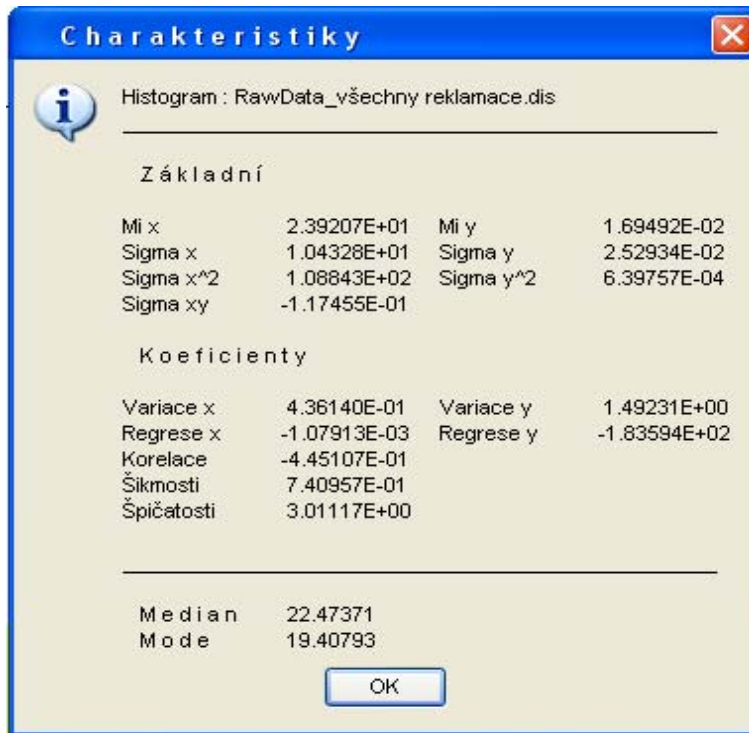 Charakteristiky
Histogram : RawData_všechny reklamace.dis
Základní
Mi x 2.39207E+01 Mi y 1.69492E-02
Sigma x 1.04328E+01 Sigma y 2.52934E-02
Sigma x^2 1.08843E+02 Sigma y^2 6.39757E-04
Sigma xy -1.17455E-01
Koeficienty
Variace x 4.36140E-01 Variace y 1.49231E+00
Regrese x -1.07913E-03 Regrese y -1.83594E+02
Korelace -4.45107E-01
Šikmosti 7.40957E-01
Špičatosti 3.01117E+00
Median 22.47371
Mode 19.40793
OK